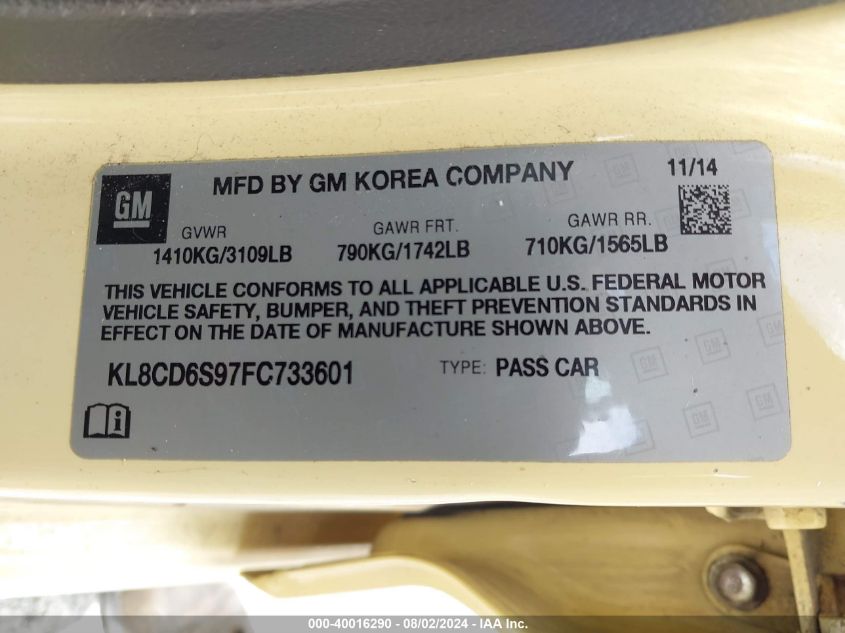 GM
MFD BY GM KOREA COMPANY
11/14
GVWR
GAWR FRT.
GAWR RR.
1410KG/3109LB
790KG/1742LB
710KG/1565LB
THIS VEHICLE CONFORMS TO ALL APPLICABLE U.S. FEDERAL MOTOR
VEHICLE SAFETY, BUMPER, AND THEFT PREVENTION STANDARDS IN
EFFECT ON THE DATE OF MANUFACTURE SHOWN ABOVE.
KL8CD6S97FC733601
TYPE: PASS CAR
000-40016290 - 08/02/2024 - IAA Inc.